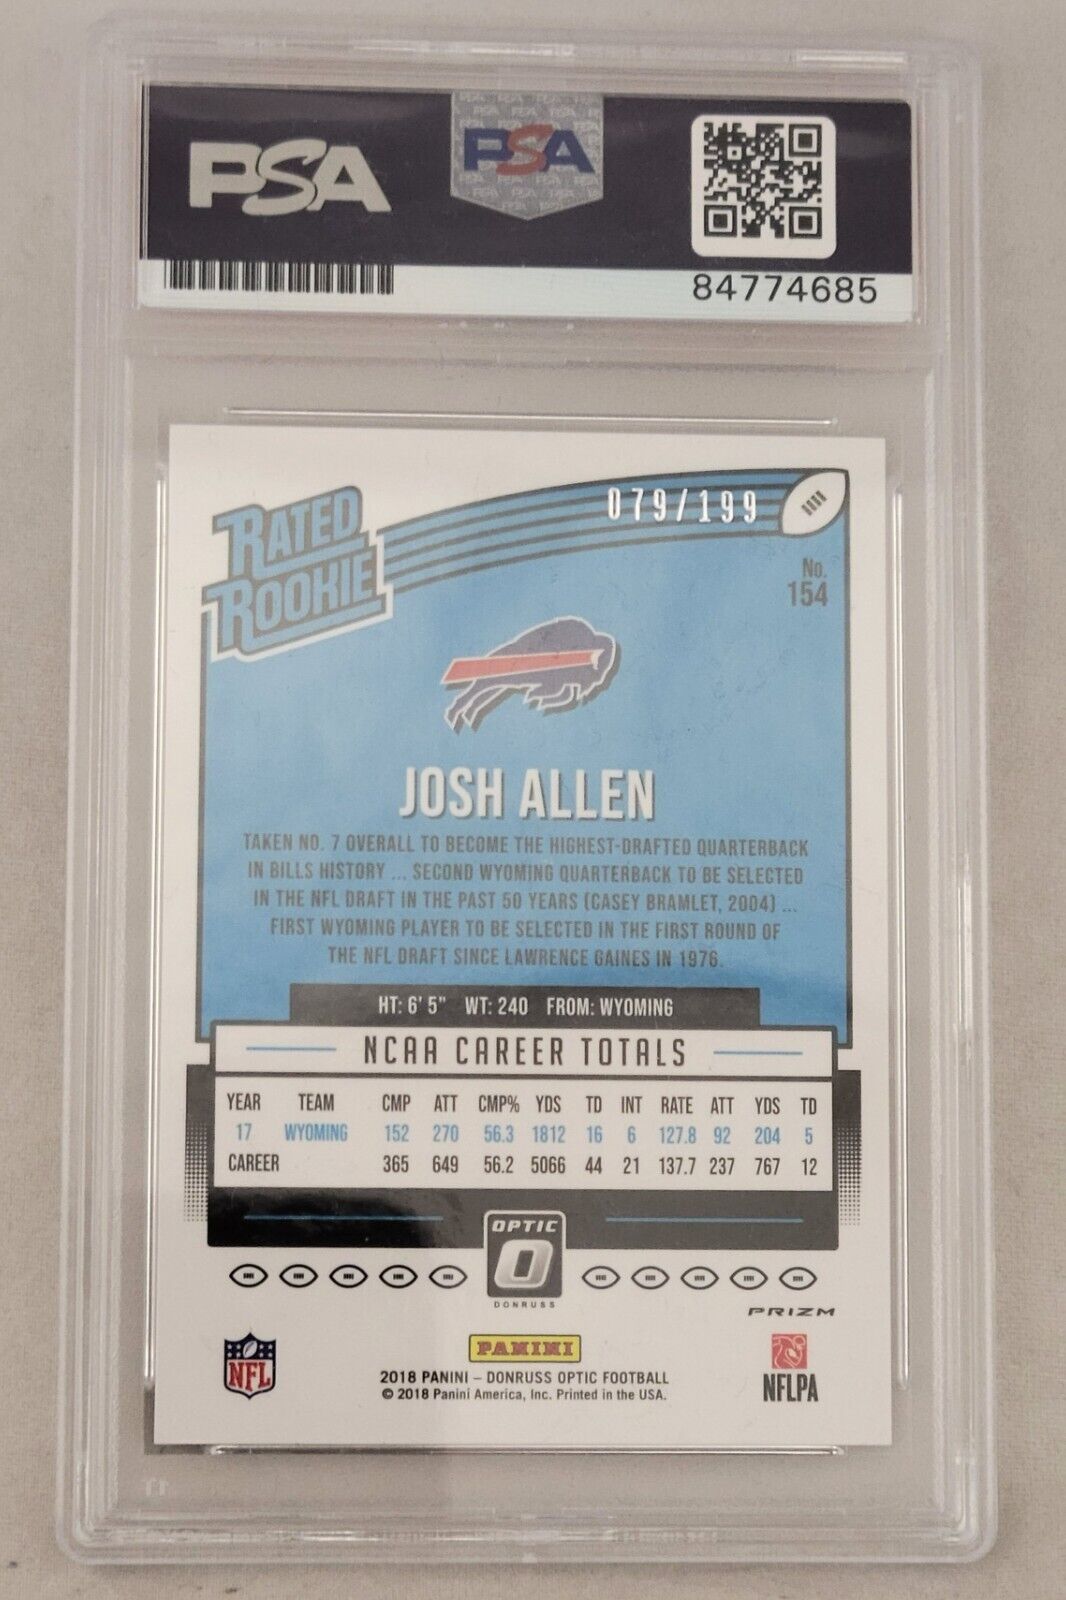 PSA
PSA
84774685
RATED
ROOKIE
079/199
No.
154
JOSH ALLEN
TAKEN NO. 7 OVERALL TO BECOME THE HIGHEST-DRAFTED QUARTERBACK
IN BILLS HISTORY ... SECOND WYOMING QUARTERBACK TO BE SELECTED
IN THE NFL DRAFT IN THE PAST 50 YEARS (CASEY BRAMLET, 2004) ...
FIRST WYOMING PLAYER TO BE SELECTED IN THE FIRST ROUND OF
THE NFL DRAFT SINCE LAWRENCE GAINES IN 1976.
HT: 6' 5" WT: 240 FROM: WYOMING
NCAA CAREER TOTALS
YEAR TEAM CMP ATT CMP% YDS TD INT RATE ATT YDS TD
17 WYOMING 152 270 56.3 1812 16 6 127.8 92 204 5
CAREER 365 649 56.2 5066 44 21 137.7 237 767 12
OPTIC
O
DONRUSS
PRIZM
NFL
PANINI
2018 PANINI – DONRUSS OPTIC FOOTBALL
© 2018 Panini America, Inc. Printed in the USA.
NFLPA